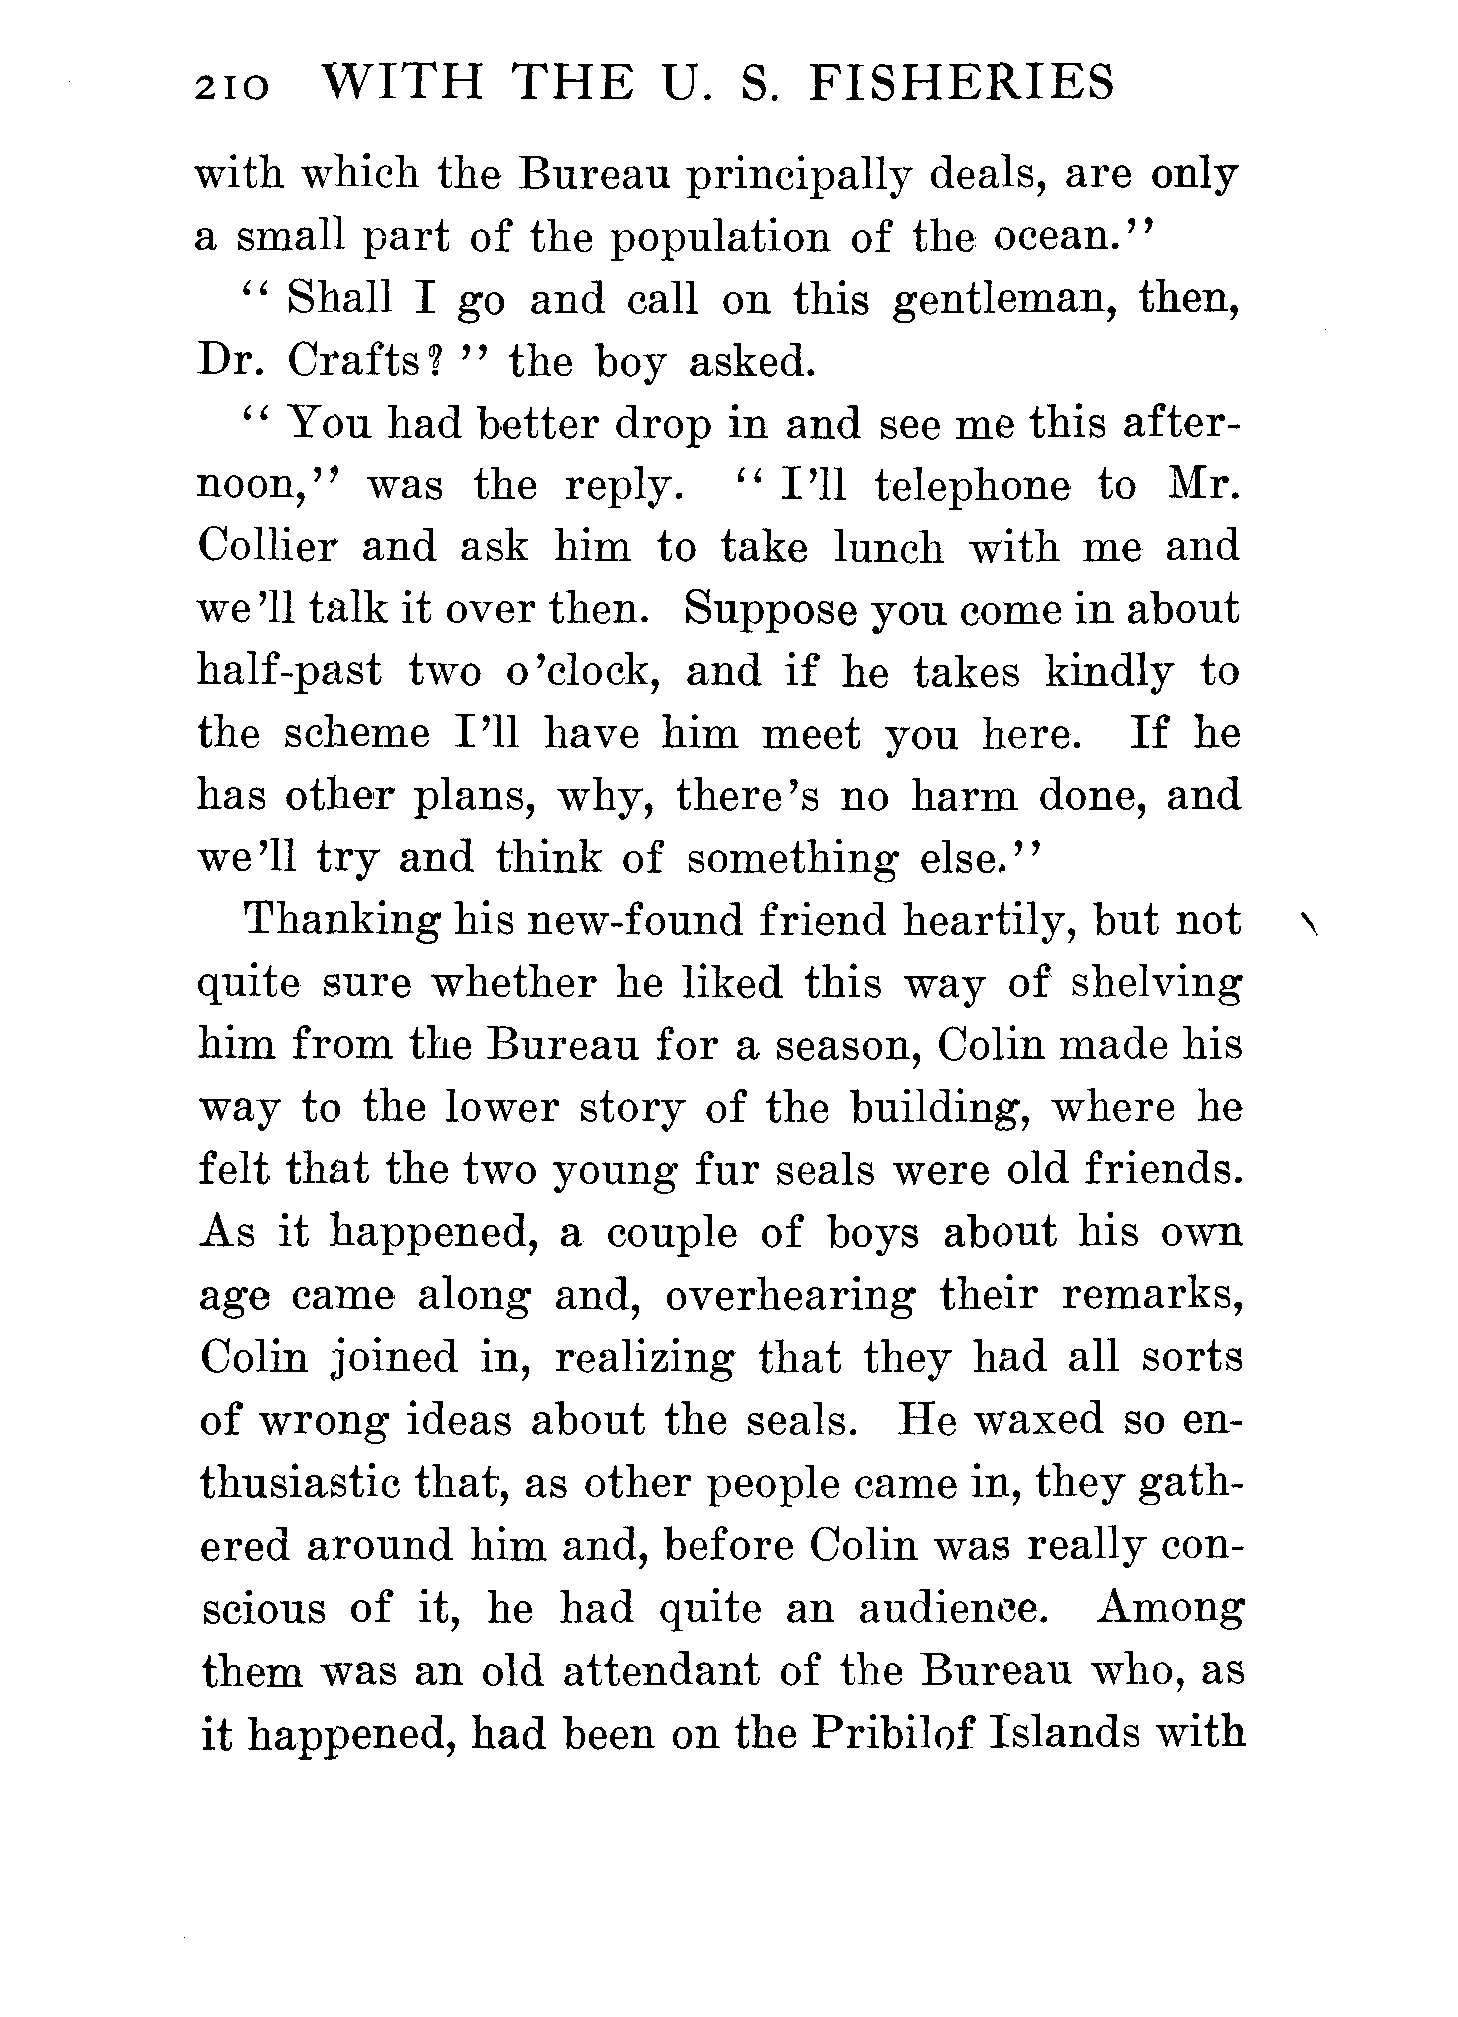 210 WITH THE U. S. FISHERIES
with which the Bureau principally deals, are only
a small part of the population of the ocean."
" Shall I go and call on this gentleman, then,
Dr. Crafts? " the boy asked.
" You had better drop in and see me this after-
noon," was the reply. " I'll telephone to Mr.
Collier and ask him to take lunch with me and
we'll talk it over then. Suppose you come in about
half-past two o'clock, and if he takes kindly to
the scheme I'll have him meet you here. If he
has other plans, why, there's no harm done, and
we'll try and think of something else."
Thanking his new-found friend heartily, but not
quite sure whether he liked this way of shelving
him from the Bureau for a season, Colin made his
way to the lower story of the building, where he
felt that the two young fur seals were old friends.
As it happened, a couple of boys about his own
age came along and, overhearing their remarks,
Colin joined in, realizing that they had all sorts
of wrong ideas about the seals. He waxed so en-
thusiastic that, as other people came in, they gath-
ered around him and, before Colin was really con-
scious of it, he had quite an audience. Among
them was an old attendant of the Bureau who, as
it happened, had been on the Pribilof Islands with